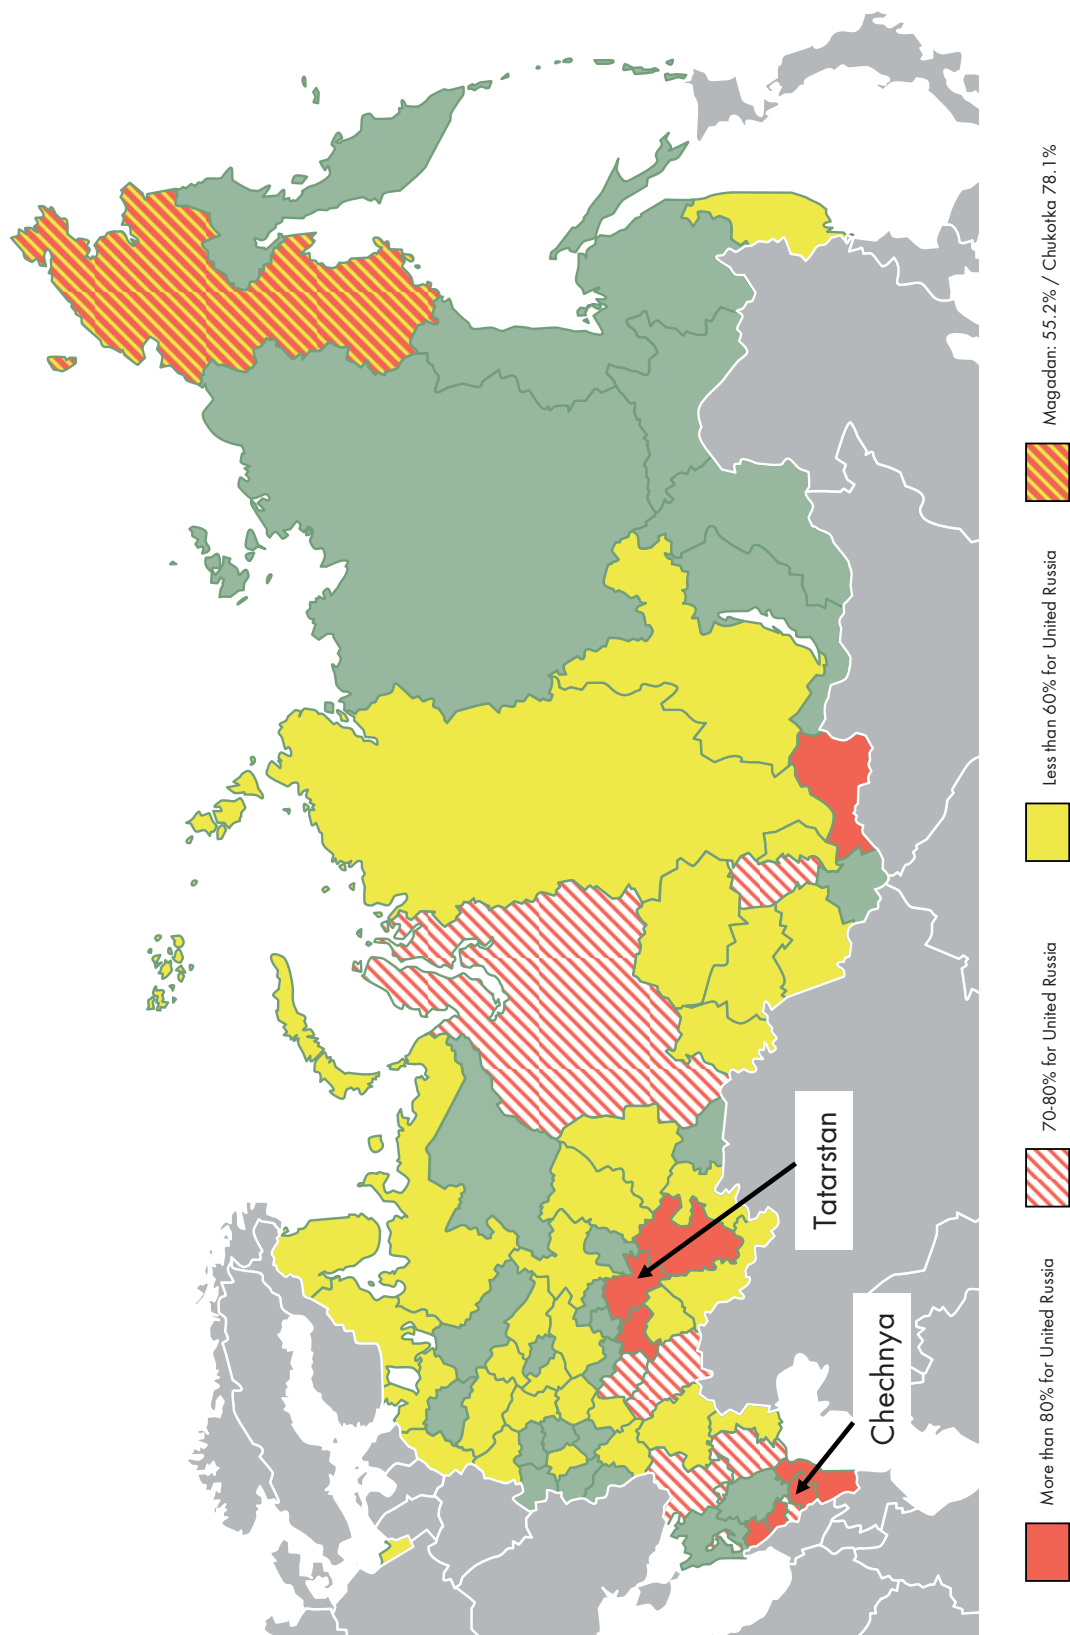 Tatarstan
Chechnya
More than 80% for United Russia
70-80% for United Russia
Less than 60% for United Russia
Magadan: 55.2% / Chukotka 78.1%